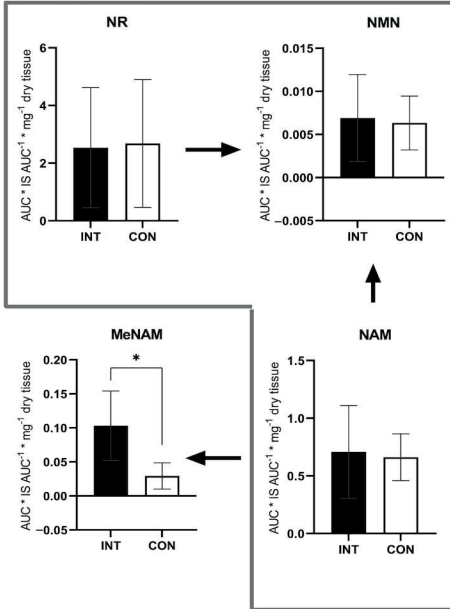 NR
AUC * IS AUC⁻¹ * mg⁻¹ dry tissue
6
4
2
0
INT CON
NMN
AUC * IS AUC⁻¹ * mg⁻¹ dry tissue
0.015
0.010
0.005
0.000
−0.005
INT CON
MeNAM
AUC * IS AUC⁻¹ * mg⁻¹ dry tissue
0.20
0.15
0.10
0.05
0.00
−0.05
*
INT CON
NAM
AUC * IS AUC⁻¹ * mg⁻¹ dry tissue
1.5
1.0
0.5
0.0
INT CON